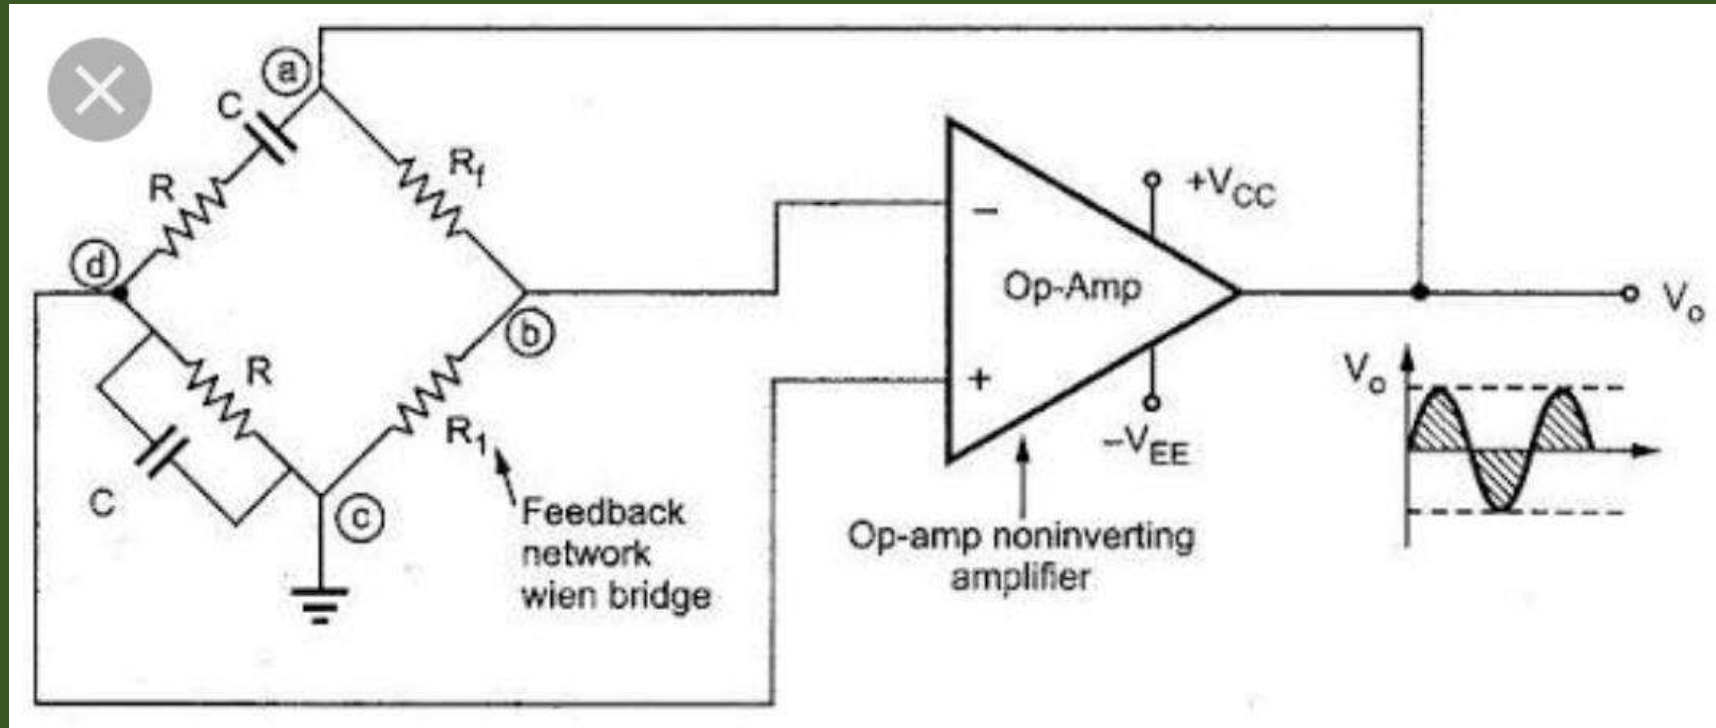 a
C
Rf
R
d
b
R
R1
C
c
Feedback
network
wien bridge
−
Op-Amp
+
+VCC
−VEE
Op-amp noninverting
amplifier
Vo
Vo